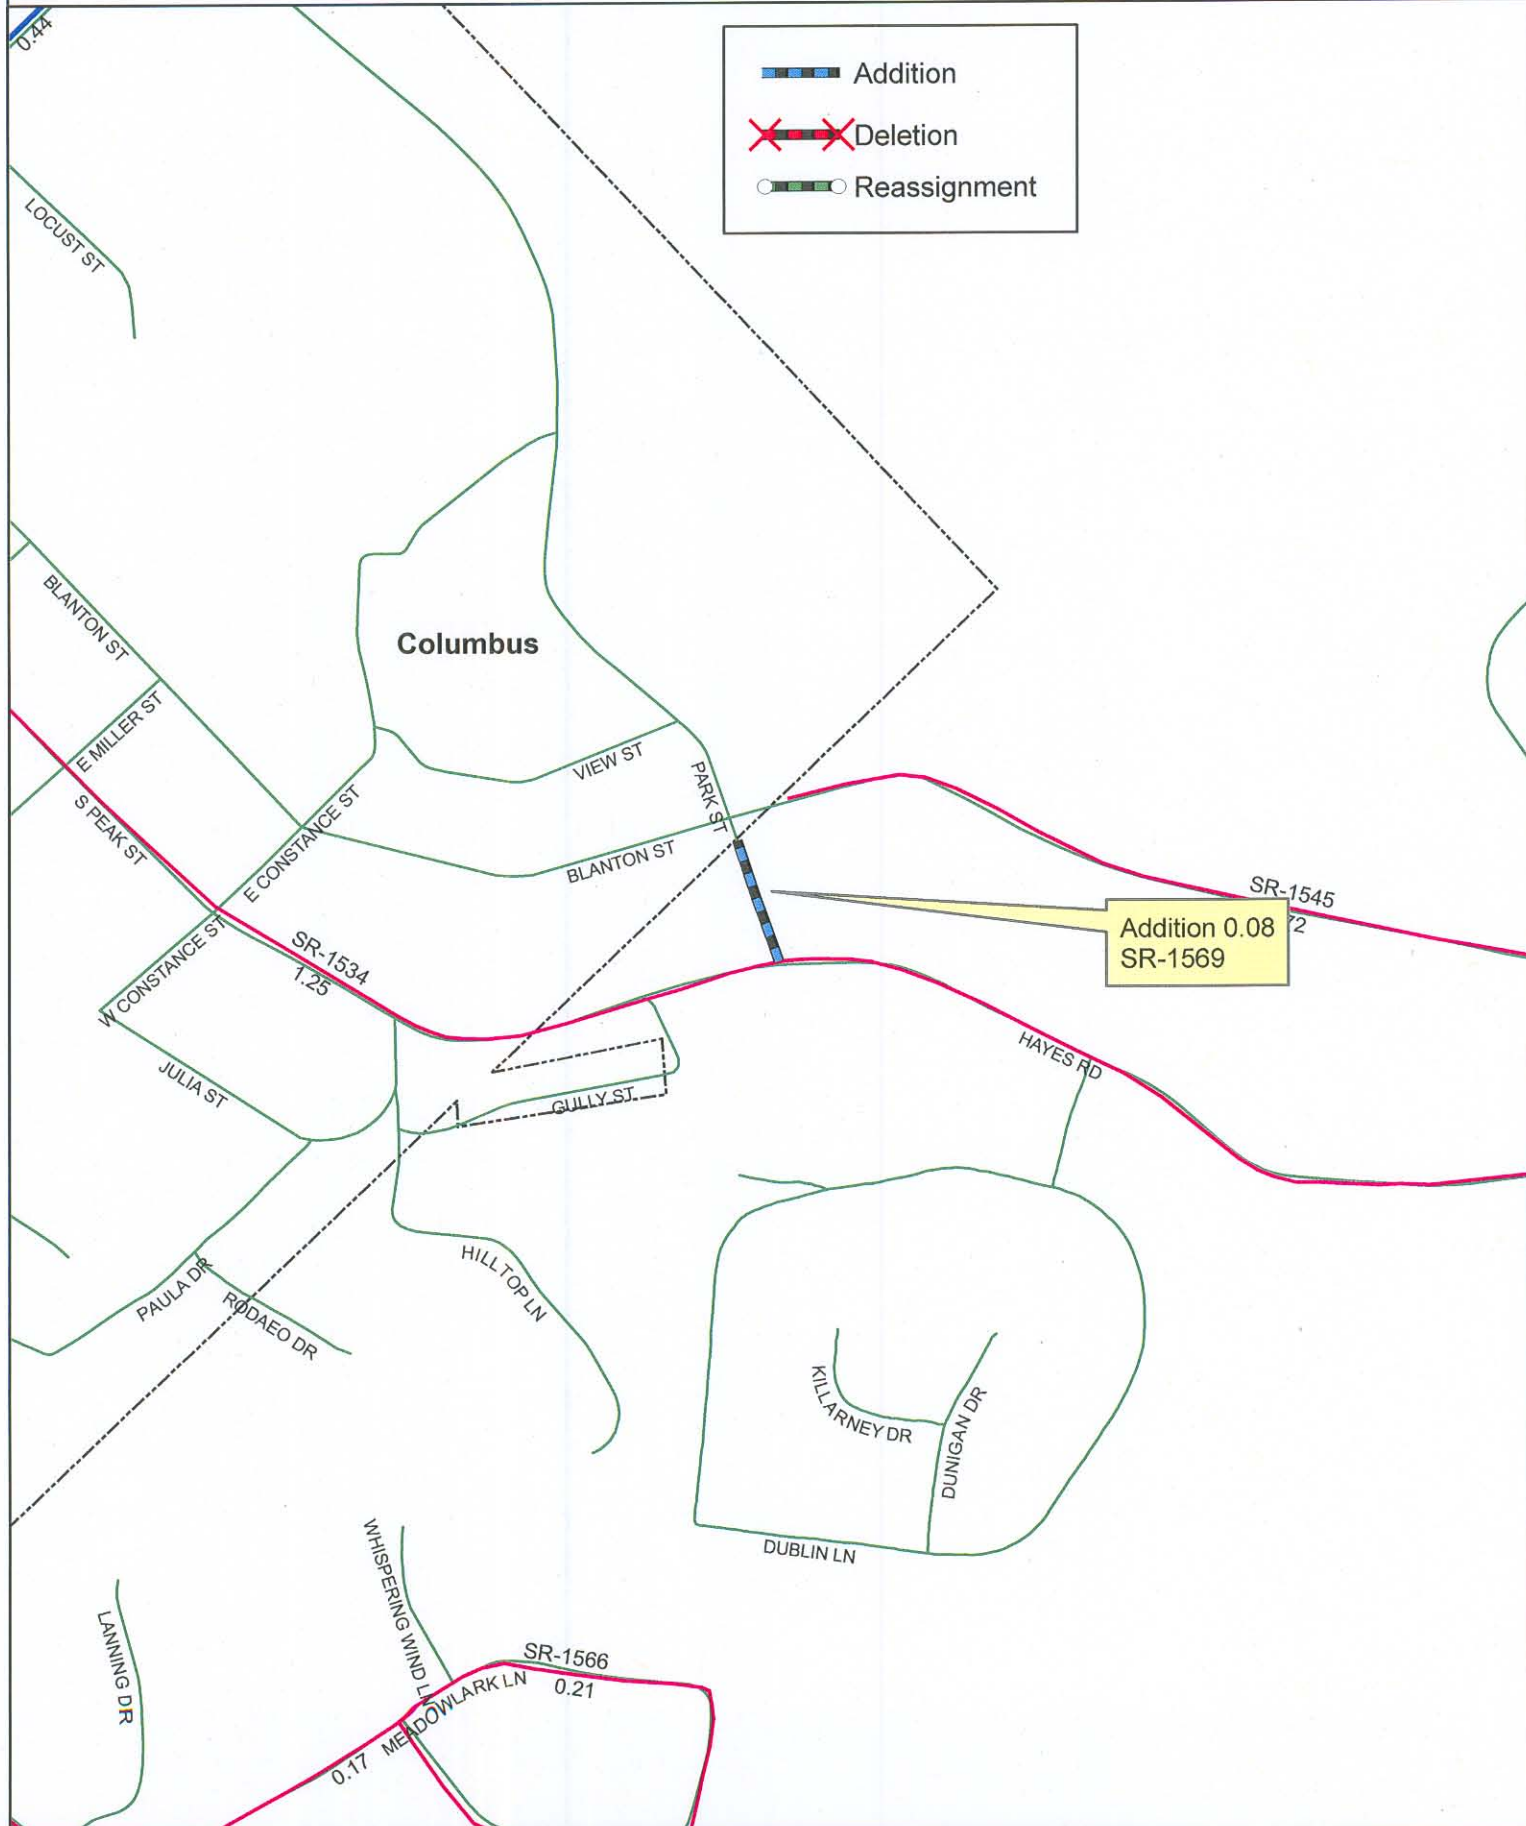 0.44
Addition
Deletion
Reassignment
LOCUST ST
BLANTON ST
Columbus
E MILLER ST
S PEAK ST
VIEW ST
PARK ST
E CONSTANCE ST
BLANTON ST
SR-1545
72
Addition 0.08
SR-1569
W CONSTANCE ST
SR-1534
1.25
HAYES RD
JULIA ST
GULLY ST
HILLTOP LN
PAULA DR
RODAEO DR
KILLARNEY DR
DUNIGAN DR
DUBLIN LN
WHISPERING WIND LN
LANNING DR
SR-1566
0.21
MEADOWLARK LN
0.17